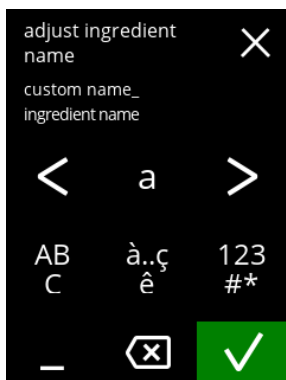 adjust ingredient
name
custom name_
ingredient name
< a >
AB à..ç 123
C ê #*
_